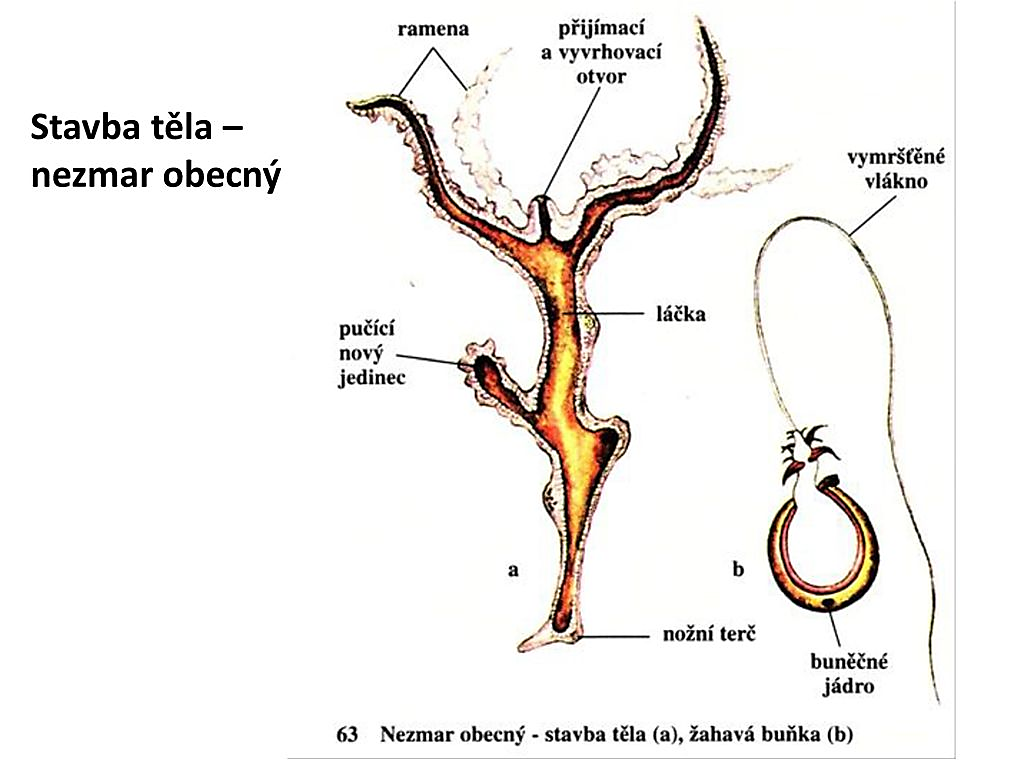 Stavba těla –
nezmar obecný
ramena
přijímací
a vyvrhovací
otvor
vymršťěné
vlákno
láčka
pučící
nový
jedinec
a
b
nožní terč
buněčné
jádro
63 Nezmar obecný - stavba těla (a), žahavá buňka (b)